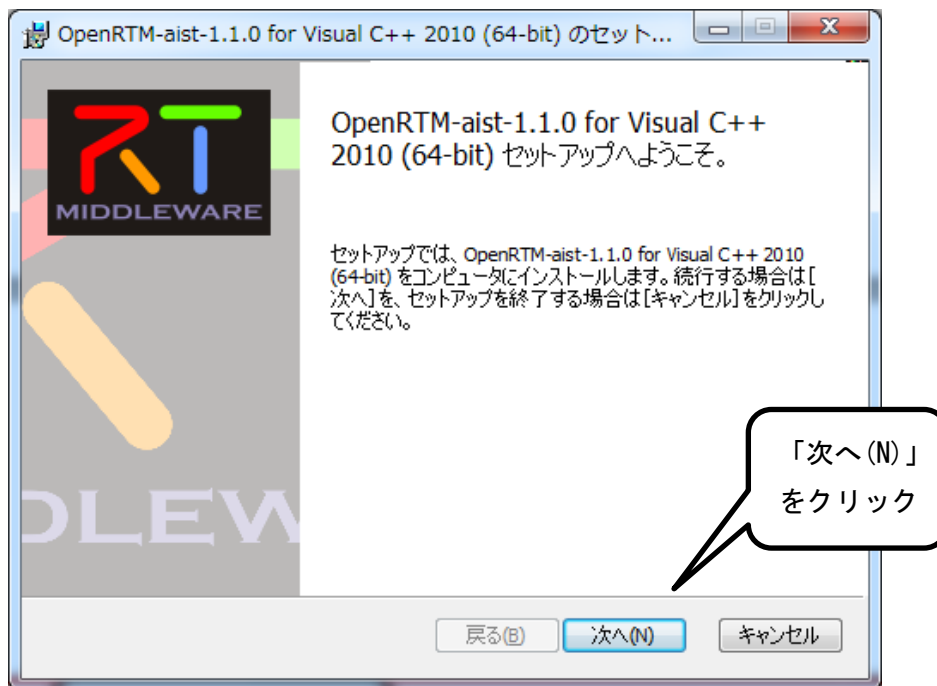 OpenRTM-aist-1.1.0 for Visual C++ 2010 (64-bit) のセット...
RT
MIDDLEWARE
OpenRTM-aist-1.1.0 for Visual C++
2010 (64-bit) セットアップへようこそ。
セットアップでは、OpenRTM-aist-1.1.0 for Visual C++ 2010
(64-bit) をコンピュータにインストールします。続行する場合は[
次へ]を、セットアップを終了する場合は[キャンセル]をクリックし
てください。
DLEW
「次へ(N)」
をクリック
戻る(B)
次へ(N)
キャンセル